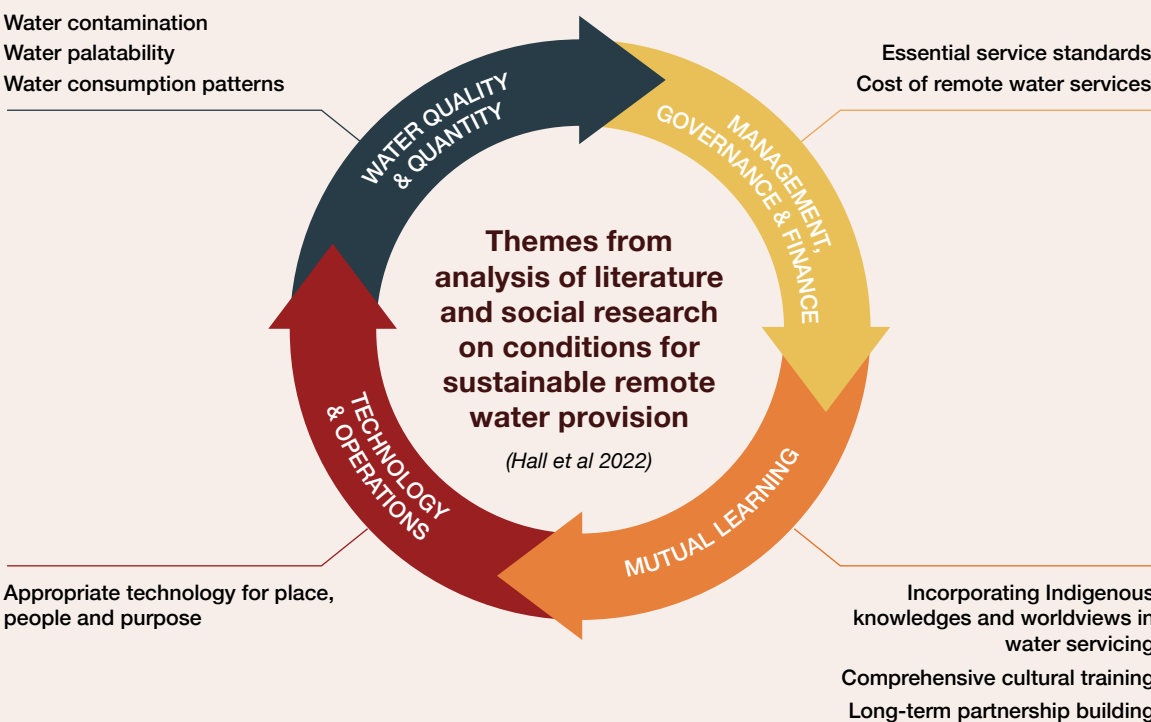 Water contamination
Water palatability
Water consumption patterns
Essential service standards
Cost of remote water services
WATER QUALITY
& QUANTITY
MANAGEMENT,
GOVERNANCE & FINANCE
Themes from
analysis of literature
and social research
on conditions for
sustainable remote
water provision
(Hall et al 2022)
TECHNOLOGY
& OPERATIONS
MUTUAL LEARNING
Appropriate technology for place,
people and purpose
Incorporating Indigenous
knowledges and worldviews in
water servicing
Comprehensive cultural training
Long-term partnership building